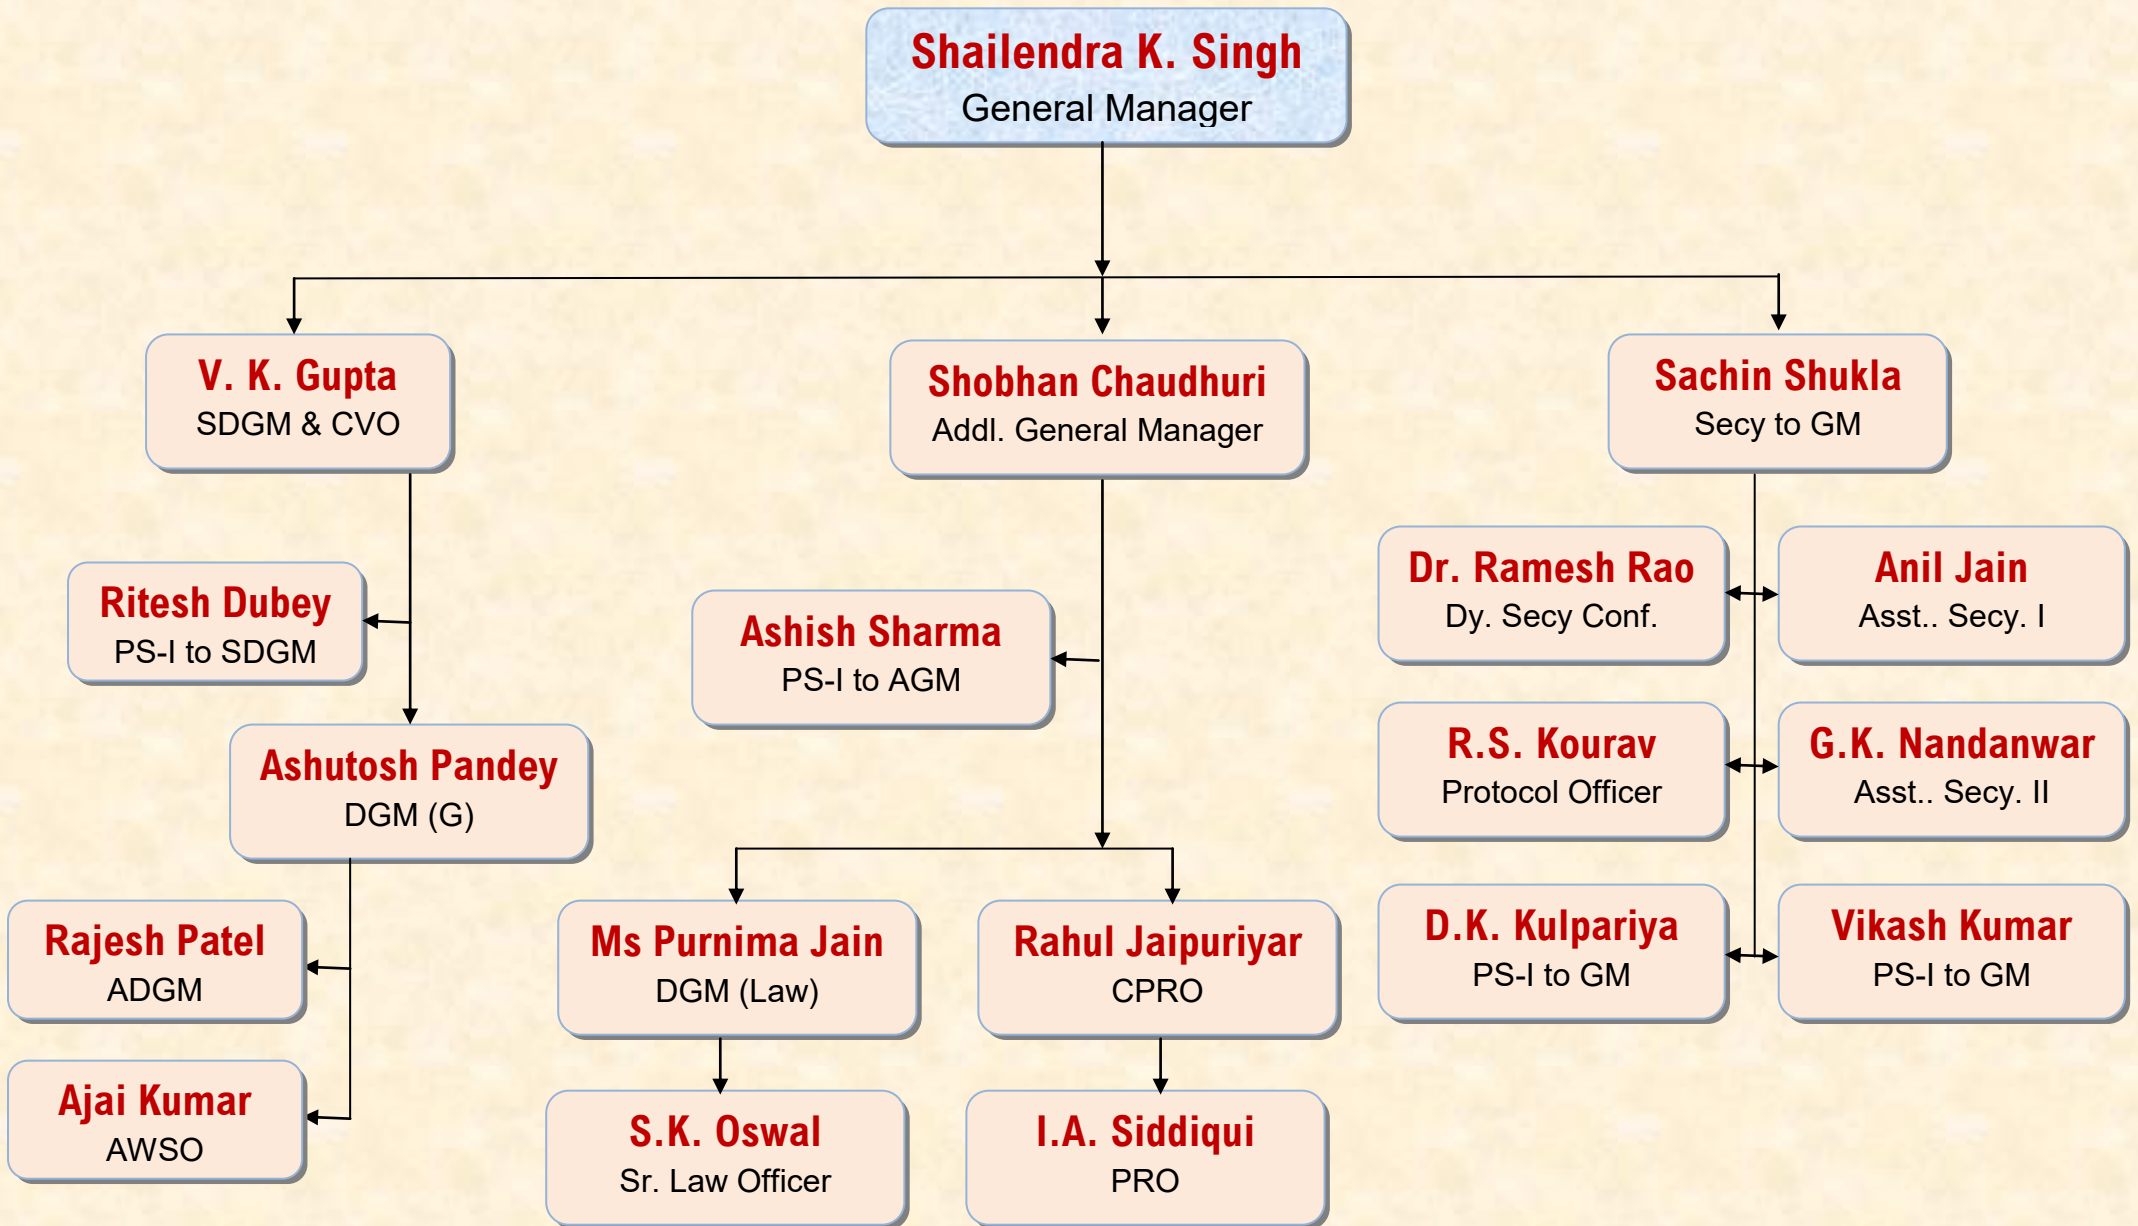 Shailendra K. Singh
General Manager
V. K. Gupta
SDGM & CVO
Shobhan Chaudhuri
Addl. General Manager
Sachin Shukla
Secy to GM
Ritesh Dubey
PS-I to SDGM
Ashish Sharma
PS-I to AGM
Dr. Ramesh Rao
Dy. Secy Conf.
Anil Jain
Asst.. Secy. I
Ashutosh Pandey
DGM (G)
R.S. Kourav
Protocol Officer
G.K. Nandanwar
Asst.. Secy. II
Rajesh Patel
ADGM
Ms Purnima Jain
DGM (Law)
Rahul Jaipuriyar
CPRO
D.K. Kulpariya
PS-I to GM
Vikash Kumar
PS-I to GM
Ajai Kumar
AWSO
S.K. Oswal
Sr. Law Officer
I.A. Siddiqui
PRO